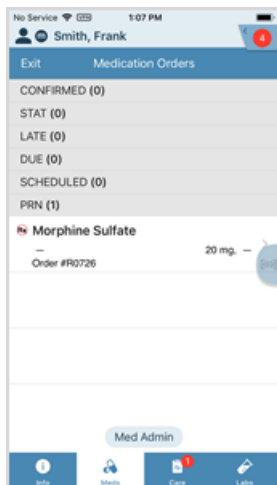 No Service 1:07 PM
Smith, Frank
4
Exit Medication Orders
CONFIRMED (0)
STAT (0)
LATE (0)
DUE (0)
SCHEDULED (0)
PRN (1)
Morphine Sulfate
— 20 mg, —
Order #R0726
Med Admin
1
Info Meds Care Labs